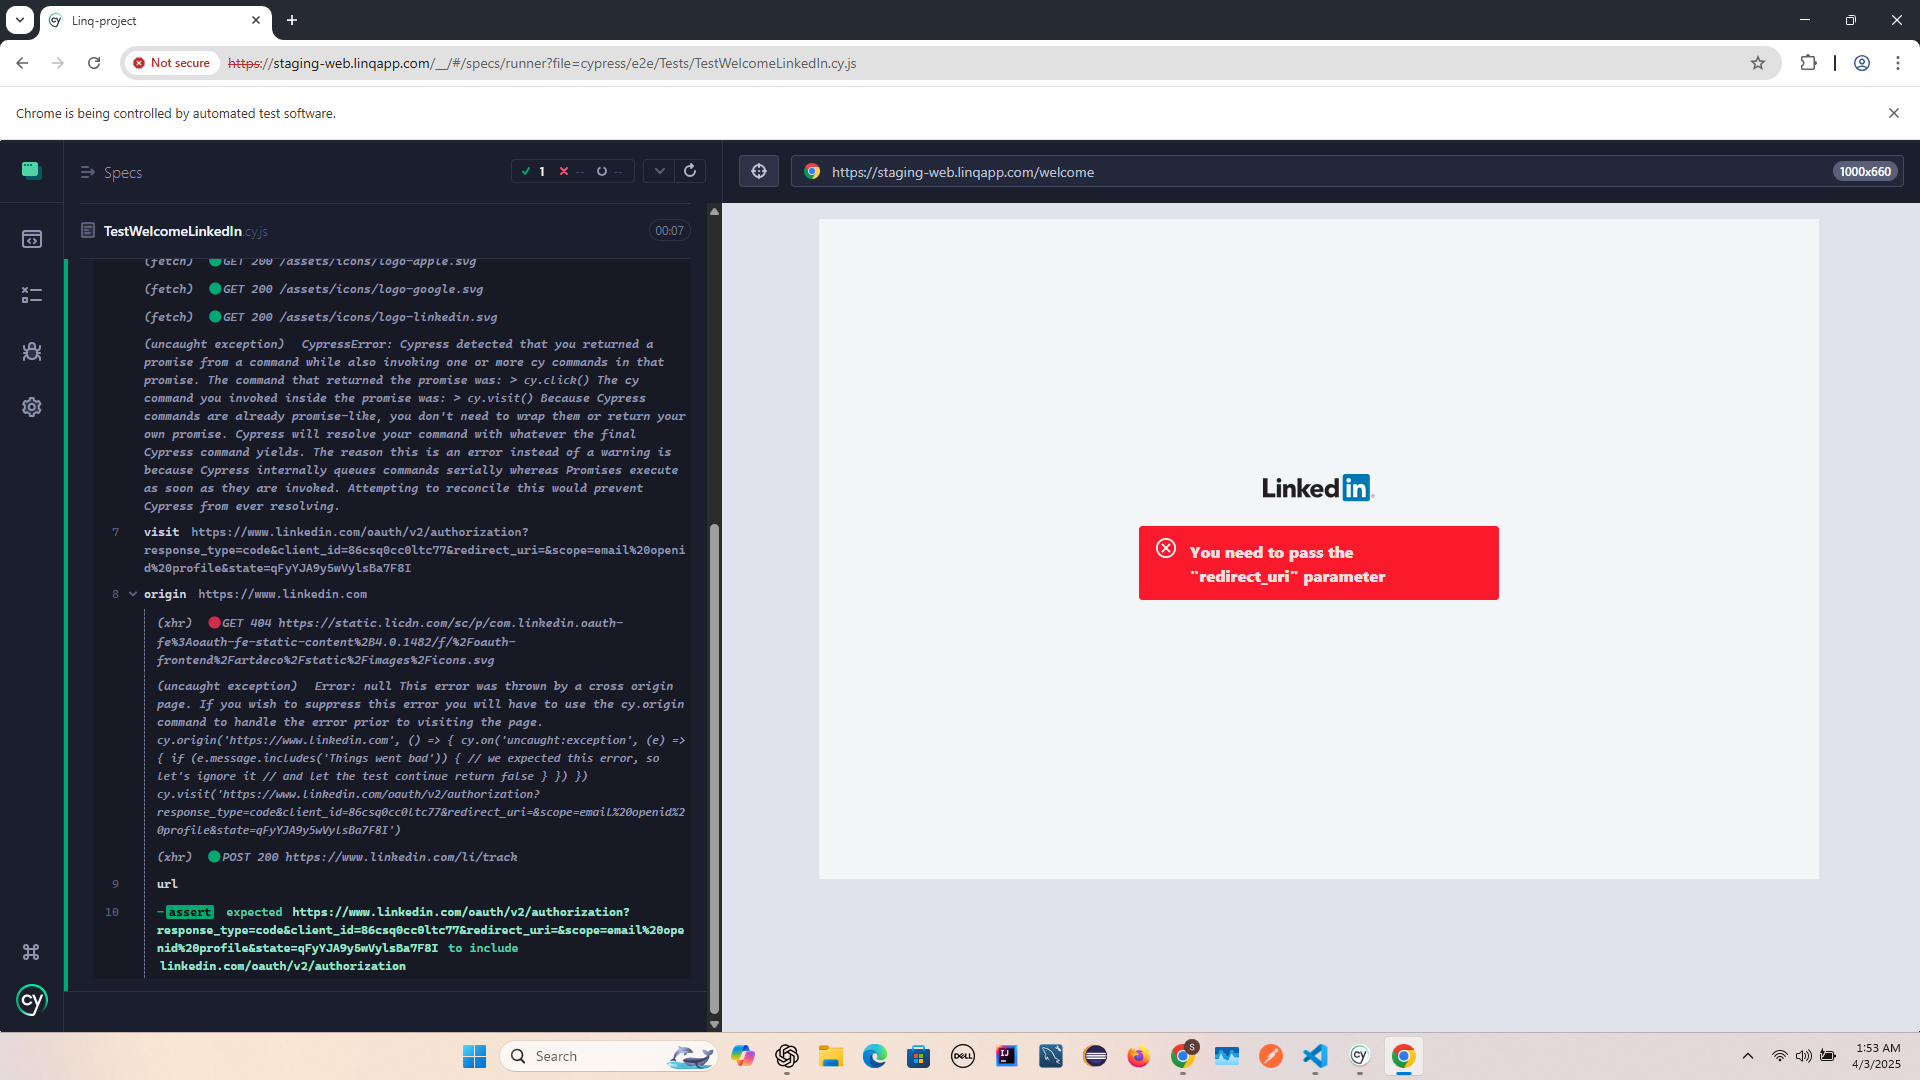 Linq-project
Not secure
https://staging-web.linqapp.com/__/#/specs/runner?file=cypress/e2e/Tests/TestWelcomeLinkedIn.cy.js
Chrome is being controlled by automated test software.
Specs
1 -- --
https://staging-web.linqapp.com/welcome
1000x660
TestWelcomeLinkedIn.cy.js
00:07
(fetch) GET 200 /assets/icons/logo-apple.svg
(fetch) GET 200 /assets/icons/logo-google.svg
(fetch) GET 200 /assets/icons/logo-linkedin.svg
(uncaught exception) CypressError: Cypress detected that you returned a
promise from a command while also invoking one or more cy commands in that
promise. The command that returned the promise was: > cy.click() The cy
command you invoked inside the promise was: > cy.visit() Because Cypress
commands are already promise-like, you don't need to wrap them or return your
own promise. Cypress will resolve your command with whatever the final
Cypress command yields. The reason this is an error instead of a warning is
because Cypress internally queues commands serially whereas Promises execute
as soon as they are invoked. Attempting to reconcile this would prevent
Cypress from ever resolving.
7 visit https://www.linkedin.com/oauth/v2/authorization?
response_type=code&client_id=86csq0cc0ltc77&redirect_uri=&scope=email%20openi
d%20profile&state=qFyYJA9y5wVylsBa7F8I
8 origin https://www.linkedin.com
(xhr) GET 404 https://static.licdn.com/sc/p/com.linkedin.oauth-
fe%3Aoauth-fe-static-content%2B4.0.1482/f/%2Foauth-
frontend%2Fartdeco%2Fstatic%2Fimages%2Ficons.svg
(uncaught exception) Error: null This error was thrown by a cross origin
page. If you wish to suppress this error you will have to use the cy.origin
command to handle the error prior to visiting the page.
cy.origin('https://www.linkedin.com', () => { cy.on('uncaught:exception', (e) =>
{ if (e.message.includes('Things went bad')) { // we expected this error, so
let's ignore it // and let the test continue return false } }) })
cy.visit('https://www.linkedin.com/oauth/v2/authorization?
response_type=code&client_id=86csq0cc0ltc77&redirect_uri=&scope=email%20openid%2
0profile&state=qFyYJA9y5wVylsBa7F8I')
(xhr) POST 200 https://www.linkedin.com/li/track
9 url
10 -assert expected https://www.linkedin.com/oauth/v2/authorization?
response_type=code&client_id=86csq0cc0ltc77&redirect_uri=&scope=email%20ope
nid%20profile&state=qFyYJA9y5wVylsBa7F8I to include
linkedin.com/oauth/v2/authorization
cy
Linked in
You need to pass the
"redirect_uri" parameter
Search
DELL
IJ
cy
S
1:53 AM
4/3/2025